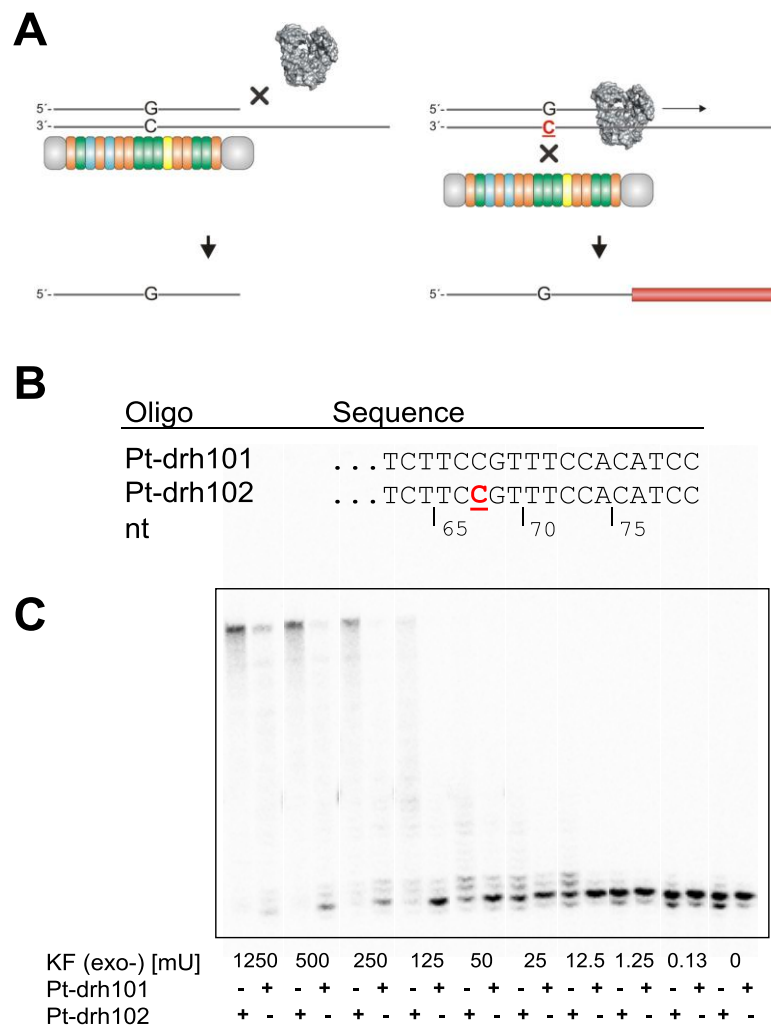 A
5´- G
3´- C
5´- G
3´- C
5´- G
5´- G
B
Oligo Sequence
Pt-drh101 ...TCTTCCGTTTCCACATCC
Pt-drh102 ...TCTTCCGTTTCCACATCC
nt 65 70 75
C
KF (exo-) [mU] 1250 500 250 125 50 25 12.5 1.25 0.13 0
Pt-drh101 - + - + - + - + - + - + - + - + - + - +
Pt-drh102 + - + - + - + - + - + - + - + - + - + -